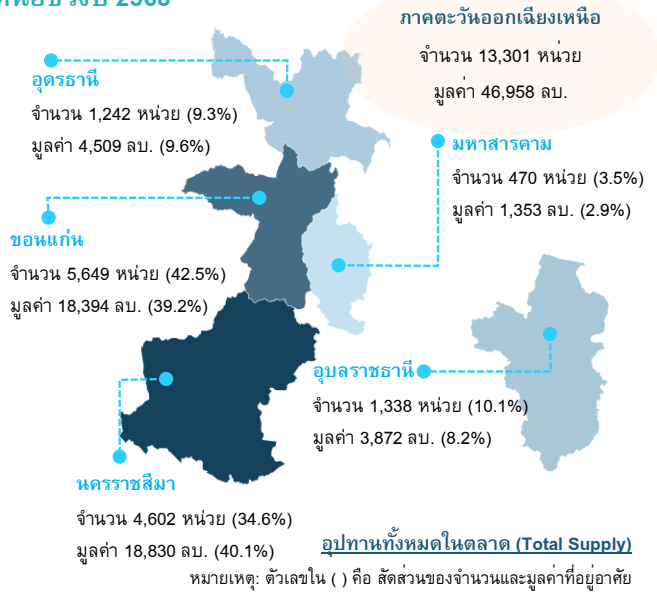 2568
ภาคตะวันออกเฉียงเหนือ
จำนวน 13,301 หน่วย
มูลค่า 46,958 ลบ.
อุดรธานี
จำนวน 1,242 หน่วย (9.3%)
มูลค่า 4,509 ลบ. (9.6%)
มหาสารคาม
จำนวน 470 หน่วย (3.5%)
มูลค่า 1,353 ลบ. (2.9%)
ขอนแก่น
จำนวน 5,649 หน่วย (42.5%)
มูลค่า 18,394 ลบ. (39.2%)
อุบลราชธานี
จำนวน 1,338 หน่วย (10.1%)
มูลค่า 3,872 ลบ. (8.2%)
นครราชสีมา
จำนวน 4,602 หน่วย (34.6%)
มูลค่า 18,830 ลบ. (40.1%)
อุปทานทั้งหมดในตลาด (Total Supply)
หมายเหตุ: ตัวเลขใน ( ) คือ สัดส่วนของจำนวนและมูลค่าที่อยู่อาศัย